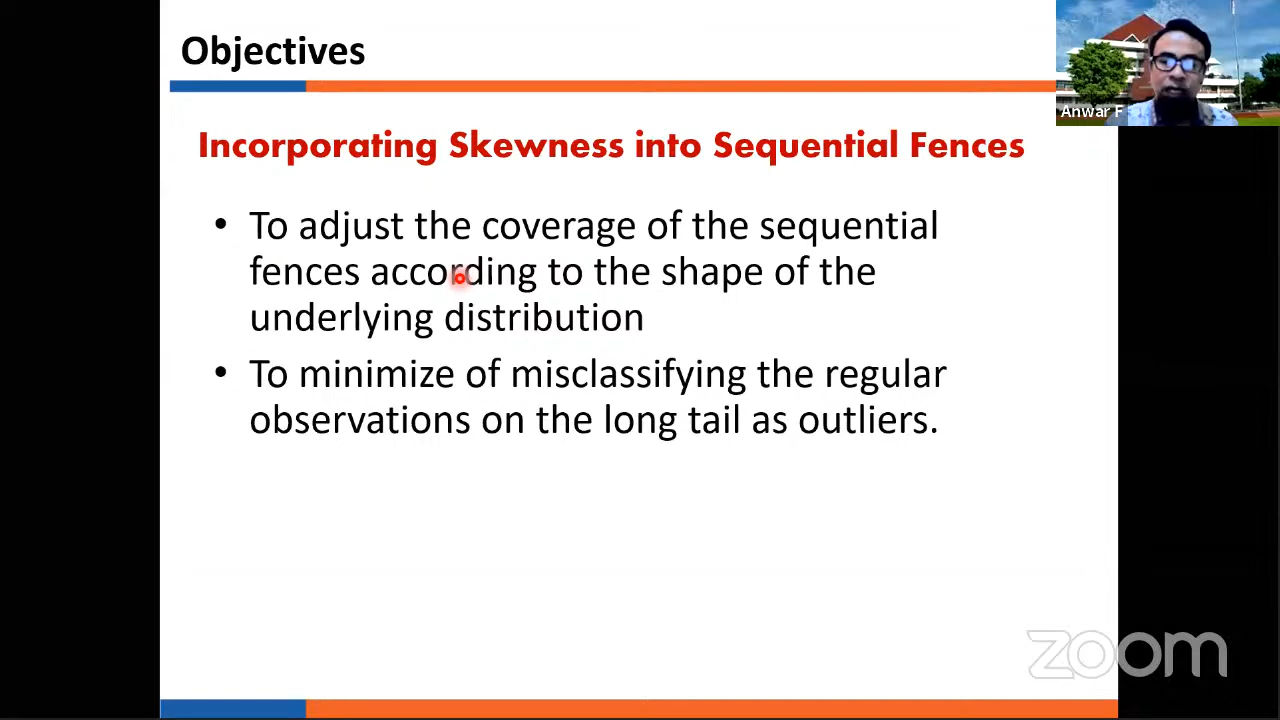 Objectives
Anwar F
Incorporating Skewness into Sequential Fences
• To adjust the coverage of the sequential
fences according to the shape of the
underlying distribution
• To minimize of misclassifying the regular
observations on the long tail as outliers.
zoom